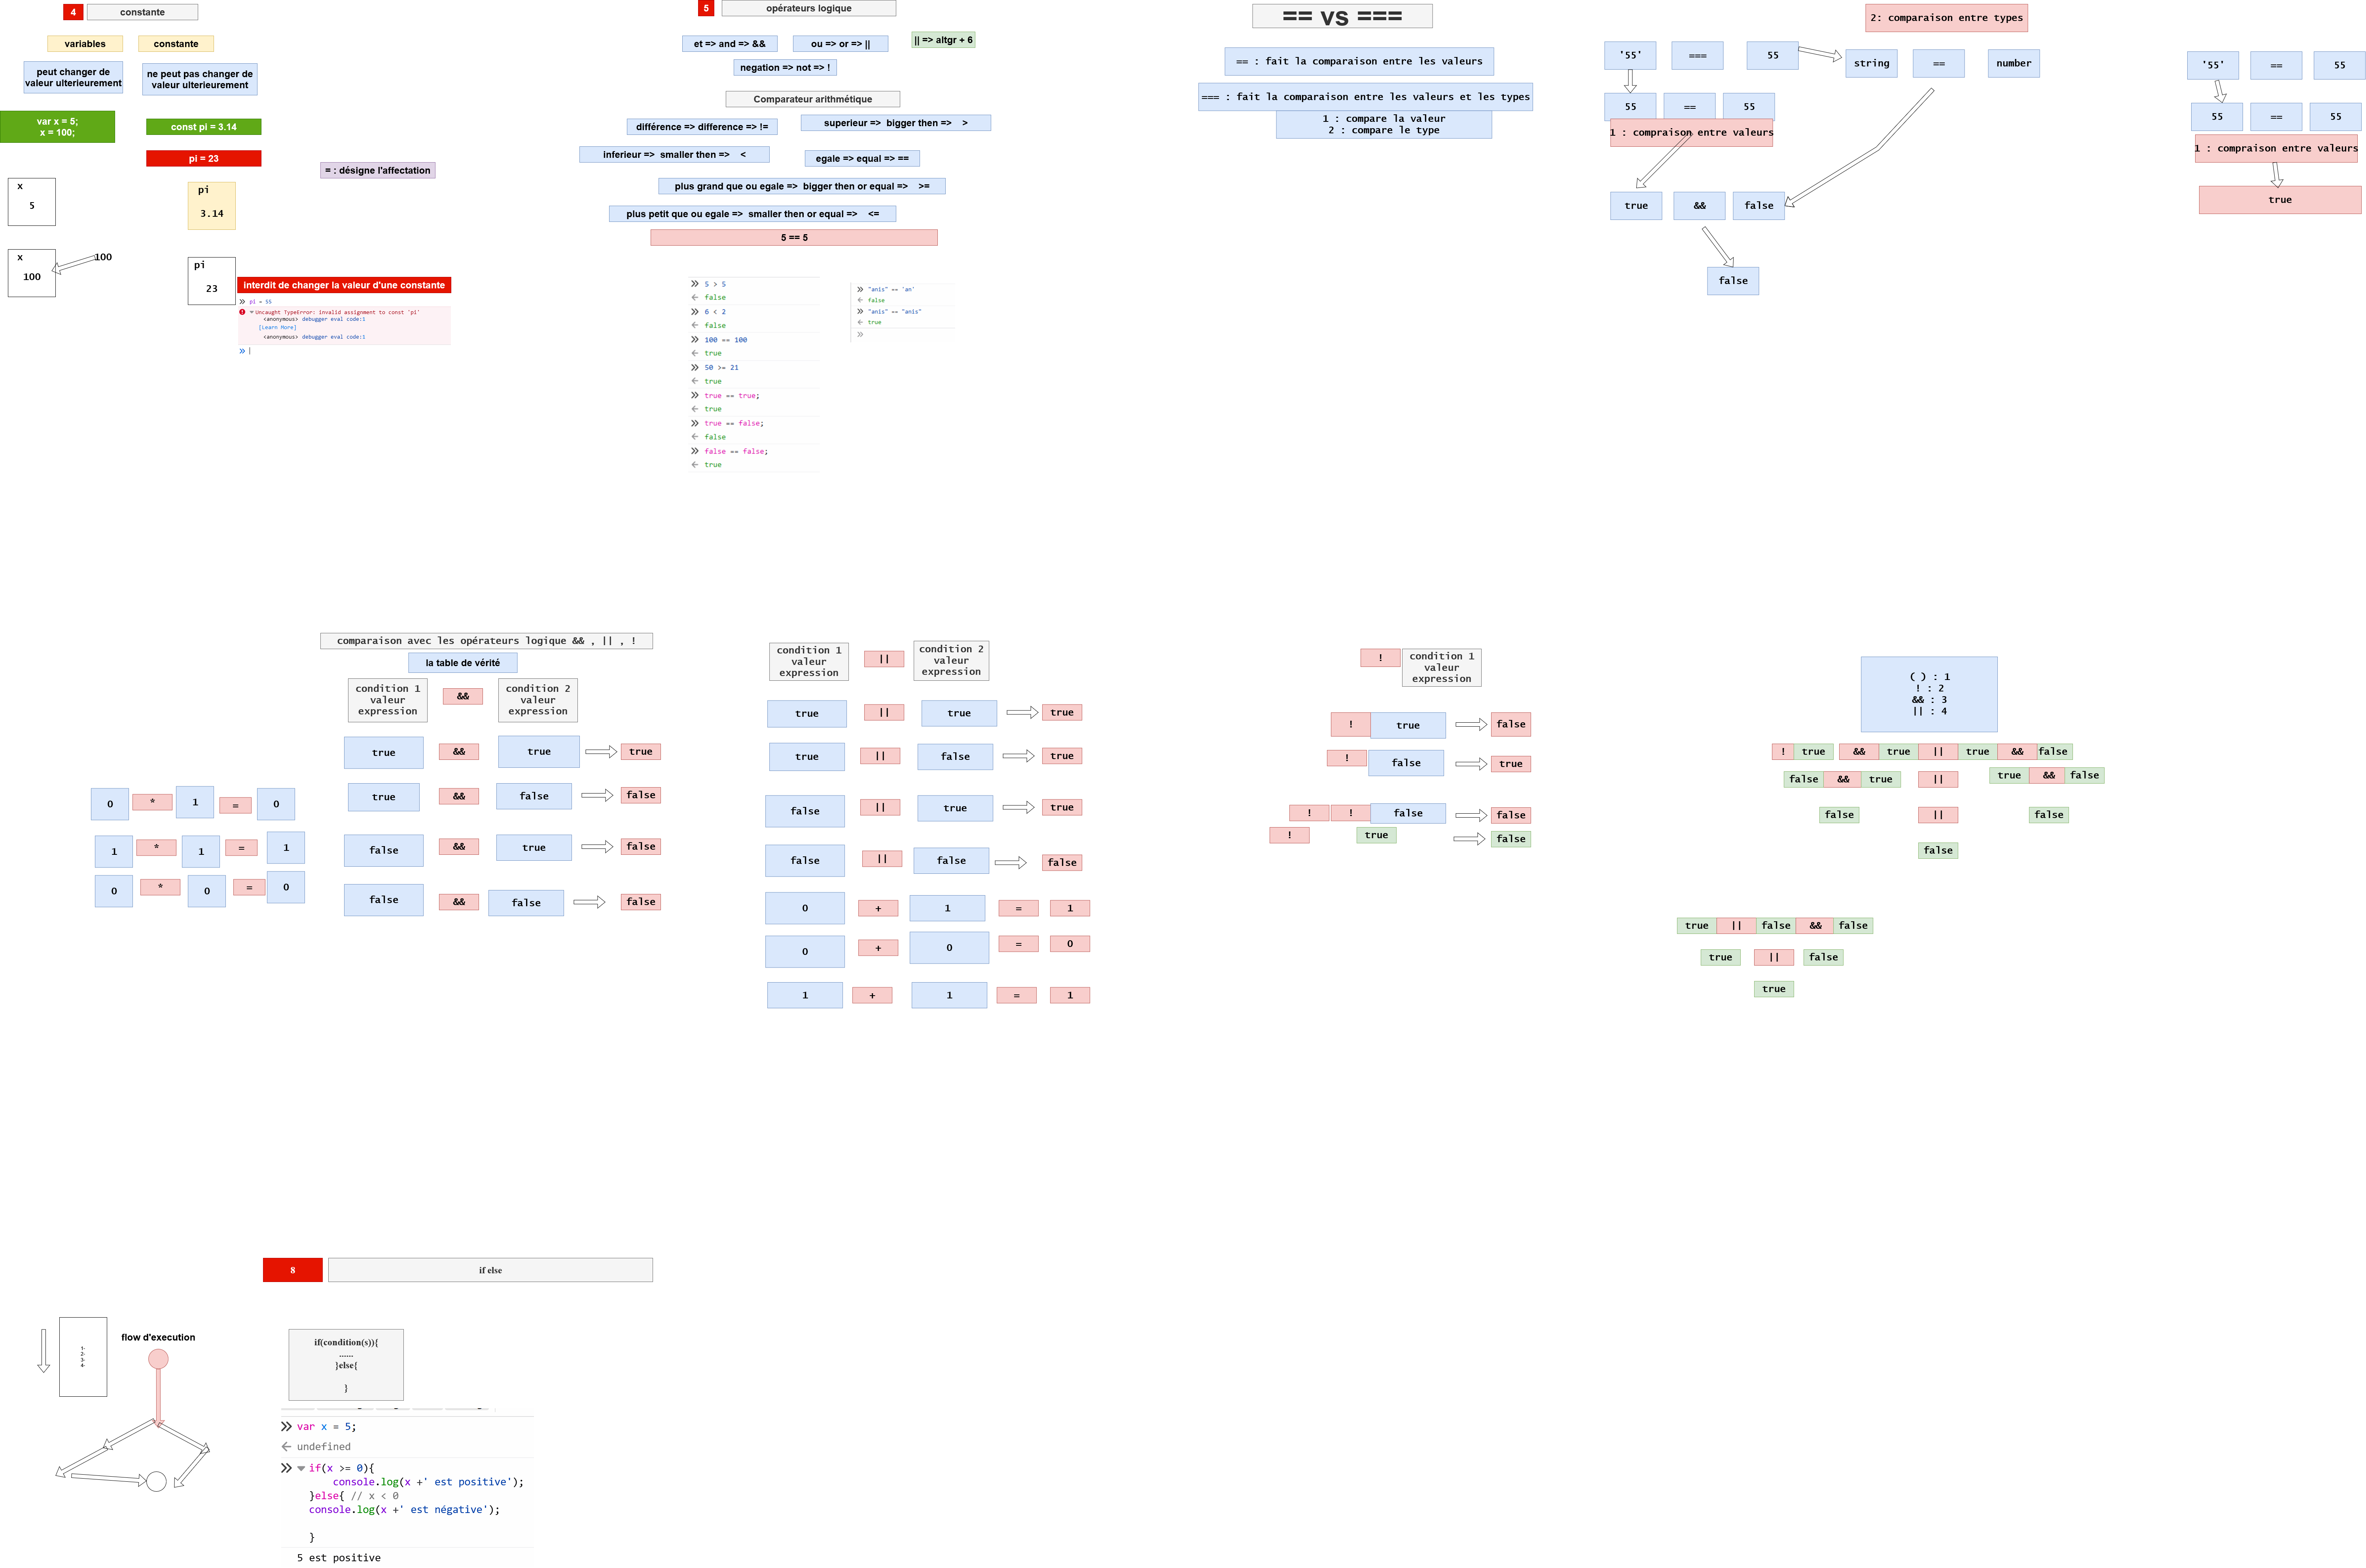 4
constante
variables
constante
peut changer de
valeur ulterieurement
ne peut pas changer de
valeur ulterieurement
var x = 5;
x = 100;
const pi = 3.14
pi = 23
= : désigne l'affectation
x
5
pi
3.14
x
100
100
pi
23
interdit de changer la valeur d'une constante
pi = 55
Uncaught TypeError: invalid assignment to const 'pi'
<anonymous> debugger eval code:1
[Learn More]
<anonymous> debugger eval code:1
5
opérateurs logique
et => and => &&
ou => or => ||
|| => altgr + 6
negation => not => !
Comparateur arithmétique
différence => difference => !=
superieur => bigger then => >
inferieur => smaller then => <
egale => equal => ==
plus grand que ou egale => bigger then or equal => >=
plus petit que ou egale => smaller then or equal => <=
5 == 5
5 > 5
false
6 < 2
false
100 == 100
true
50 >= 21
true
true == true;
true
true == false;
false
false == false;
true
"anis" == 'an'
false
"anis" == "anis"
true
== vs ===
== : fait la comparaison entre les valeurs
=== : fait la comparaison entre les valeurs et les types
1 : compare la valeur
2 : compare le type
2: comparaison entre types
'55' === 55
string == number
55 == 55
1 : compraison entre valeurs
true && false
false
'55' == 55
55 == 55
1 : compraison entre valeurs
true
comparaison avec les opérateurs logique && , || , !
la table de vérité
condition 1
valeur
expression
&&
condition 2
valeur
expression
true && true true
true && false false
false && true false
false && false false
0 * 1 = 0
1 * 1 = 1
0 * 0 = 0
condition 1
valeur
expression
||
condition 2
valeur
expression
true || true true
true || false true
false || true true
false || false false
0 + 1 = 1
0 + 0 = 0
1 + 1 = 1
!
condition 1
valeur
expression
! true false
! false true
! ! false false
! true false
( ) : 1
! : 2
&& : 3
|| : 4
! true && true || true && false
false && true || true && false
false || false
false
true || false && false
true || false
true
8
if else
flow d'execution
if(condition(s)){
......
}else{
}
var x = 5;
undefined
if(x >= 0){
console.log(x +' est positive');
}else{ // x < 0
console.log(x +' est négative');
}
5 est positive